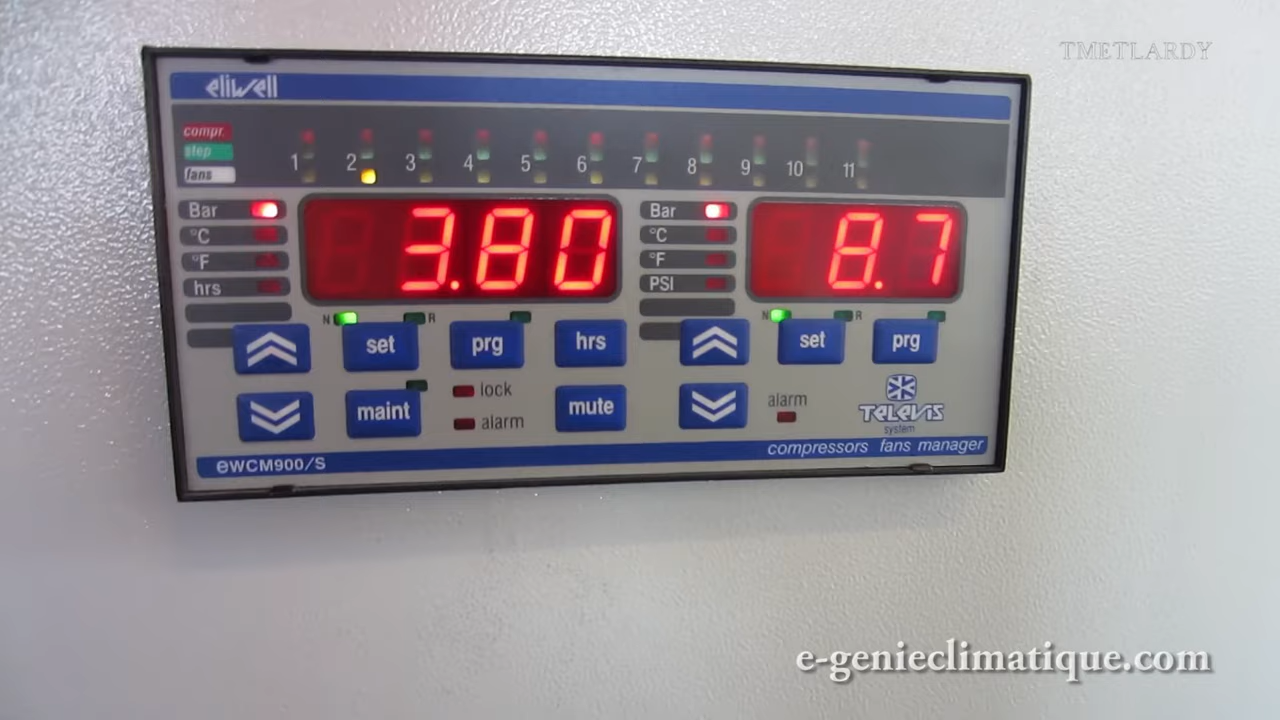 TMETLARDY
eliwell
compr.
step
fans
1 2 3 4 5 6 7 8 9 10 11
Bar
°C
°F
hrs
3.80
Bar
°C
°F
PSI
8.7
N R
N R
set prg hrs
set prg
maint
lock
alarm
mute
alarm
TELEVIS
system
compressors fans manager
eWCM900/S
e-genieclimatique.com